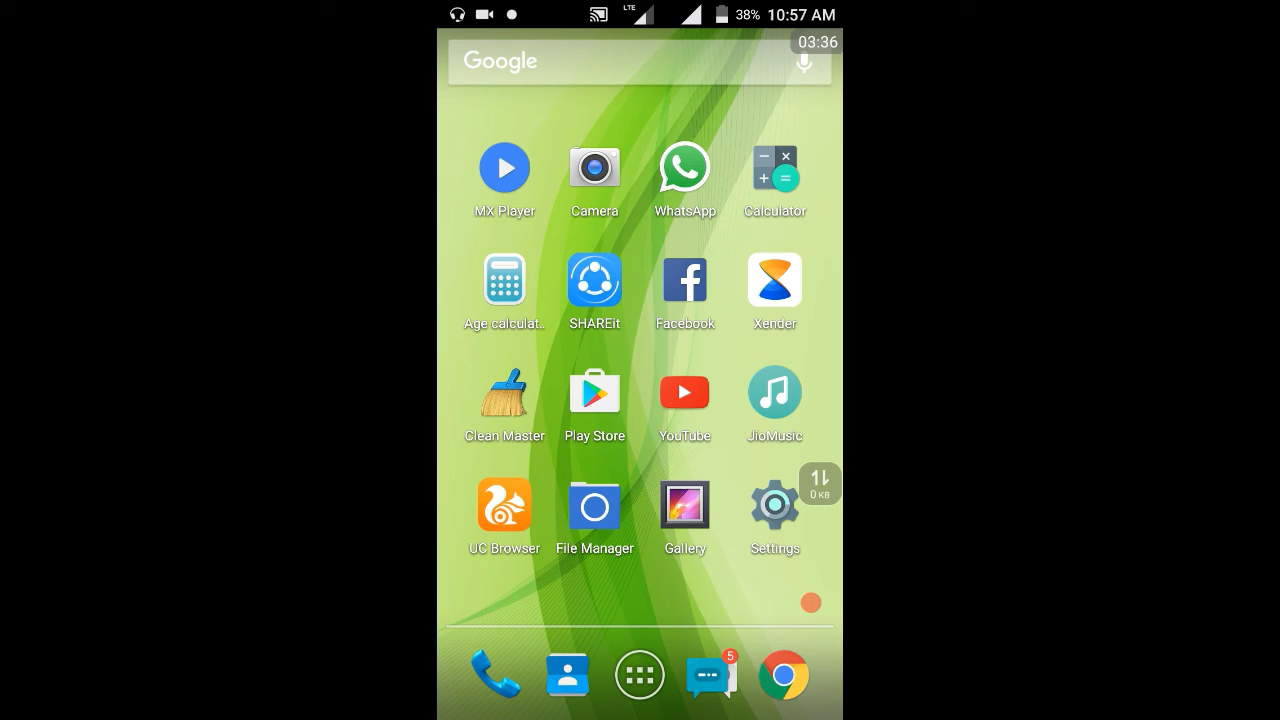 LTE
38% 10:57 AM
03:36
Google
MX Player Camera WhatsApp Calculator
Age calculat.. SHAREit Facebook Xender
Clean Master Play Store YouTube JioMusic
0 KB
UC Browser File Manager Gallery Settings
5